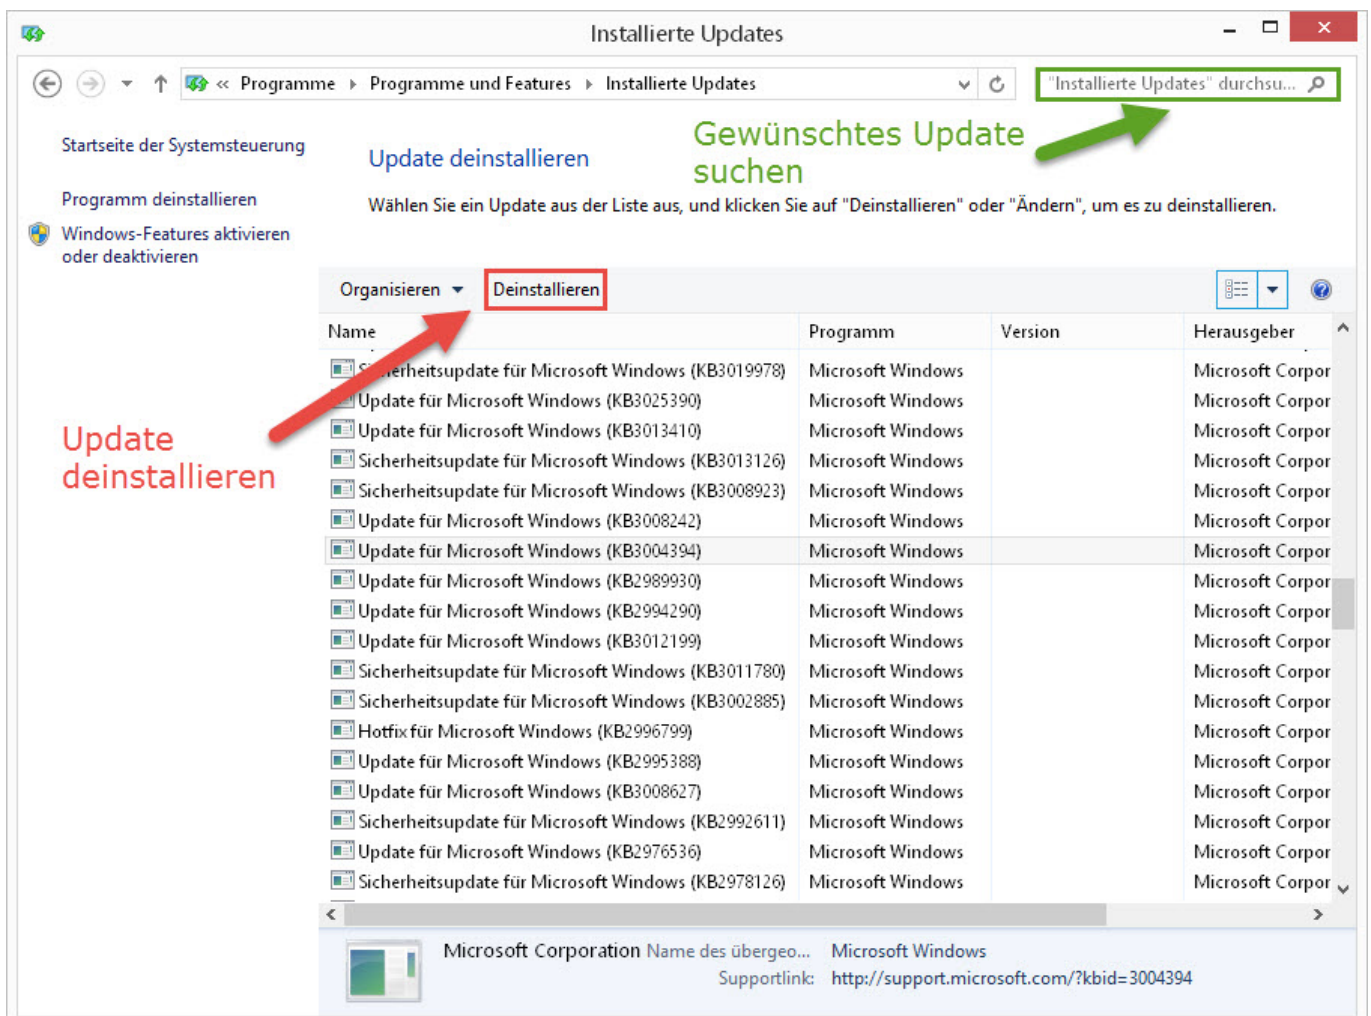 Installierte Updates
« Programme Programme und Features Installierte Updates
"Installierte Updates" durchsu...
Gewünschtes Update
suchen
Startseite der Systemsteuerung
Programm deinstallieren
Windows-Features aktivieren
oder deaktivieren
Update deinstallieren
Wählen Sie ein Update aus der Liste aus, und klicken Sie auf "Deinstallieren" oder "Ändern", um es zu deinstallieren.
Organisieren Deinstallieren
Update
deinstallieren
Name Programm Version Herausgeber
Sicherheitsupdate für Microsoft Windows (KB3019978) Microsoft Windows Microsoft Corpor
Update für Microsoft Windows (KB3025390) Microsoft Windows Microsoft Corpor
Update für Microsoft Windows (KB3013410) Microsoft Windows Microsoft Corpor
Sicherheitsupdate für Microsoft Windows (KB3013126) Microsoft Windows Microsoft Corpor
Sicherheitsupdate für Microsoft Windows (KB3008923) Microsoft Windows Microsoft Corpor
Update für Microsoft Windows (KB3008242) Microsoft Windows Microsoft Corpor
Update für Microsoft Windows (KB3004394) Microsoft Windows Microsoft Corpor
Update für Microsoft Windows (KB2989930) Microsoft Windows Microsoft Corpor
Update für Microsoft Windows (KB2994290) Microsoft Windows Microsoft Corpor
Update für Microsoft Windows (KB3012199) Microsoft Windows Microsoft Corpor
Sicherheitsupdate für Microsoft Windows (KB3011780) Microsoft Windows Microsoft Corpor
Sicherheitsupdate für Microsoft Windows (KB3002885) Microsoft Windows Microsoft Corpor
Hotfix für Microsoft Windows (KB2996799) Microsoft Windows Microsoft Corpor
Update für Microsoft Windows (KB2995388) Microsoft Windows Microsoft Corpor
Update für Microsoft Windows (KB3008627) Microsoft Windows Microsoft Corpor
Sicherheitsupdate für Microsoft Windows (KB2992611) Microsoft Windows Microsoft Corpor
Update für Microsoft Windows (KB2976536) Microsoft Windows Microsoft Corpor
Sicherheitsupdate für Microsoft Windows (KB2978126) Microsoft Windows Microsoft Corpor
Microsoft Corporation Name des übergeo... Microsoft Windows
Supportlink: http://support.microsoft.com/?kbid=3004394